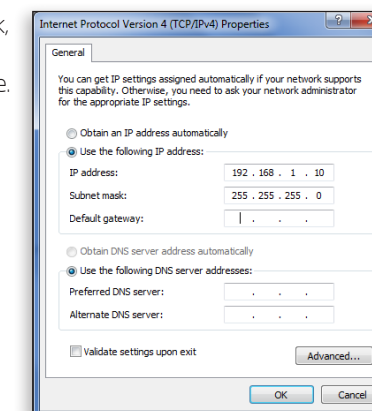 k,
e.
Internet Protocol Version 4 (TCP/IPv4) Properties
General
You can get IP settings assigned automatically if your network supports
this capability. Otherwise, you need to ask your network administrator
for the appropriate IP settings.
Obtain an IP address automatically
Use the following IP address:
IP address: 192 . 168 . 1 . 10
Subnet mask: 255 . 255 . 255 . 0
Default gateway: . . .
Obtain DNS server address automatically
Use the following DNS server addresses:
Preferred DNS server: . . .
Alternate DNS server: . . .
Validate settings upon exit
Advanced...
OK Cancel